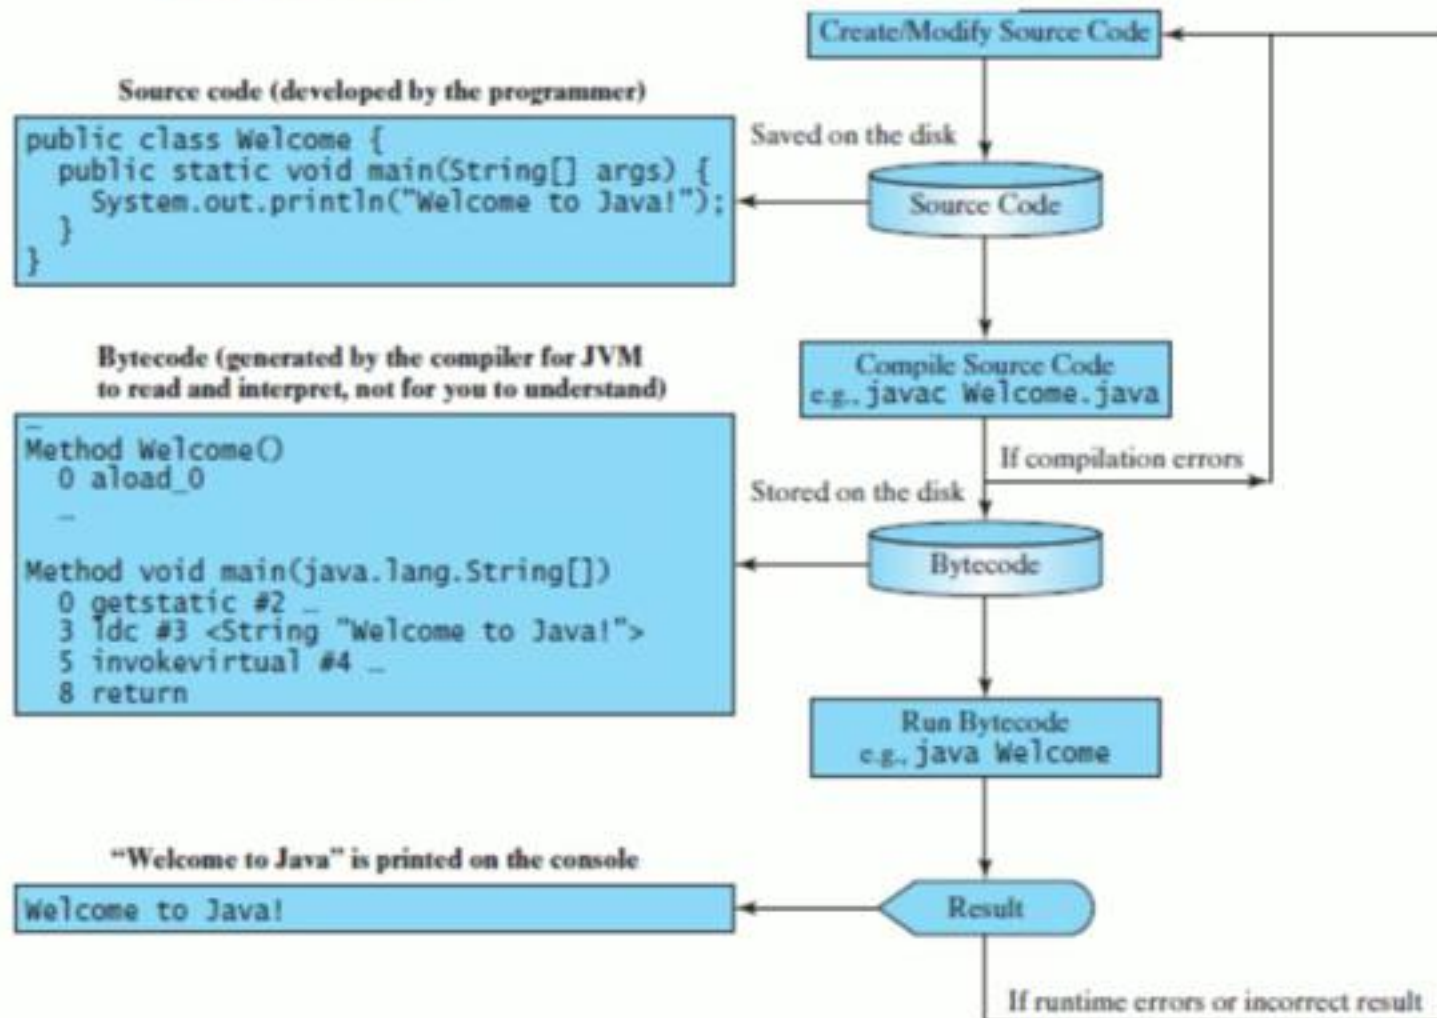 Create/Modify Source Code
Source code (developed by the programmer)
public class Welcome {
public static void main(String[] args) {
System.out.println("Welcome to Java!");
}
}
Saved on the disk
Source Code
Compile Source Code
e.g., javac Welcome.java
If compilation errors
Bytecode (generated by the compiler for JVM
to read and interpret, not for you to understand)
…
Method Welcome()
0 aload_0
…
Method void main(java.lang.String[])
0 getstatic #2 …
3 ldc #3 <String "Welcome to Java!">
5 invokevirtual #4 …
8 return
Stored on the disk
Bytecode
Run Bytecode
e.g., java Welcome
“Welcome to Java” is printed on the console
Welcome to Java!
Result
If runtime errors or incorrect result